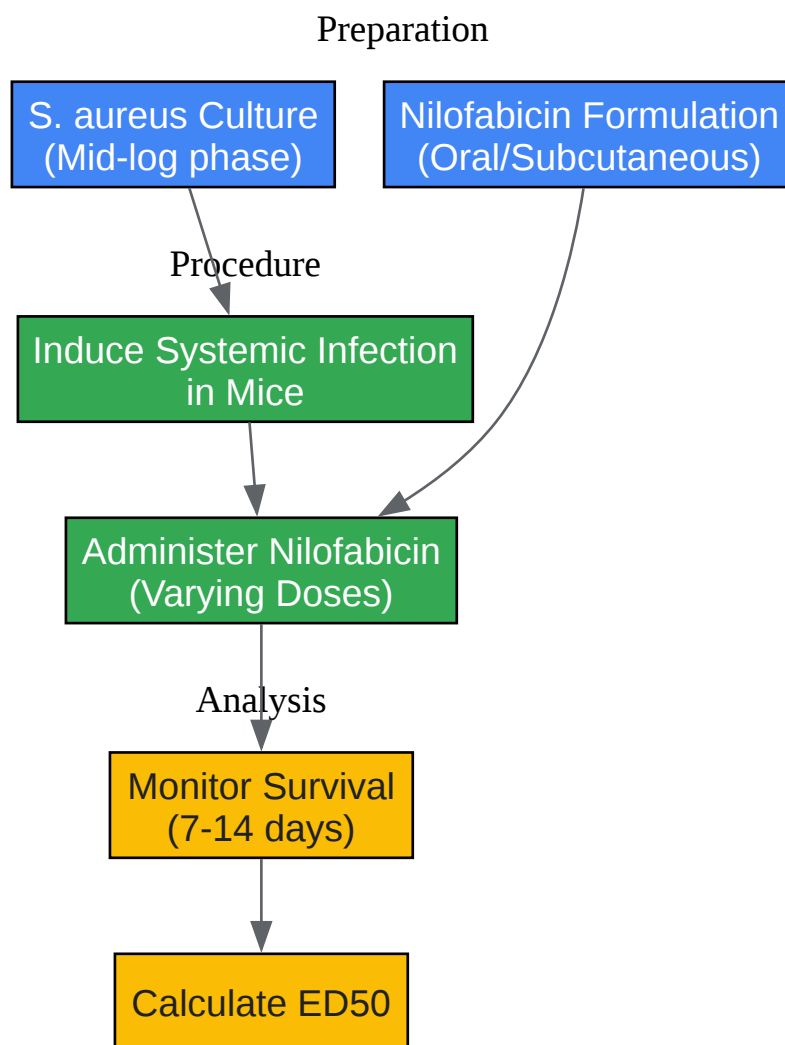 Preparation
S. aureus Culture
(Mid-log phase)
Nilofabicin Formulation
(Oral/Subcutaneous)
Procedure
Induce Systemic Infection
in Mice
Administer Nilofabicin
(Varying Doses)
Analysis
Monitor Survival
(7-14 days)
Calculate ED50